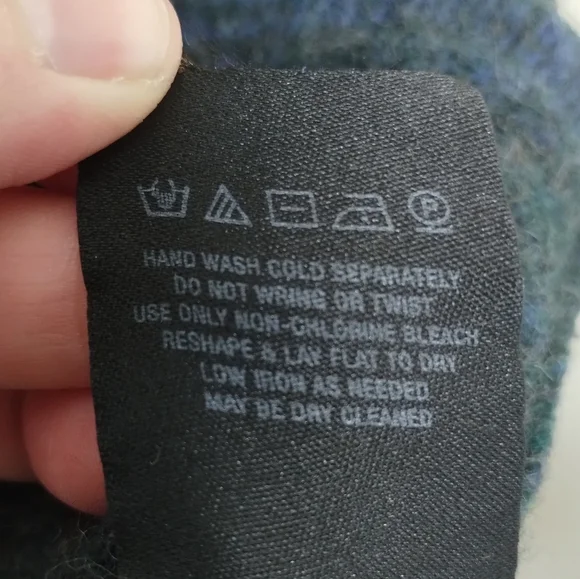 P
HAND WASH COLD SEPARATELY
DO NOT WRING OR TWIST
USE ONLY NON-CHLORINE BLEACH
RESHAPE & LAY FLAT TO DRY
LOW IRON AS NEEDED
MAY BE DRY CLEANED